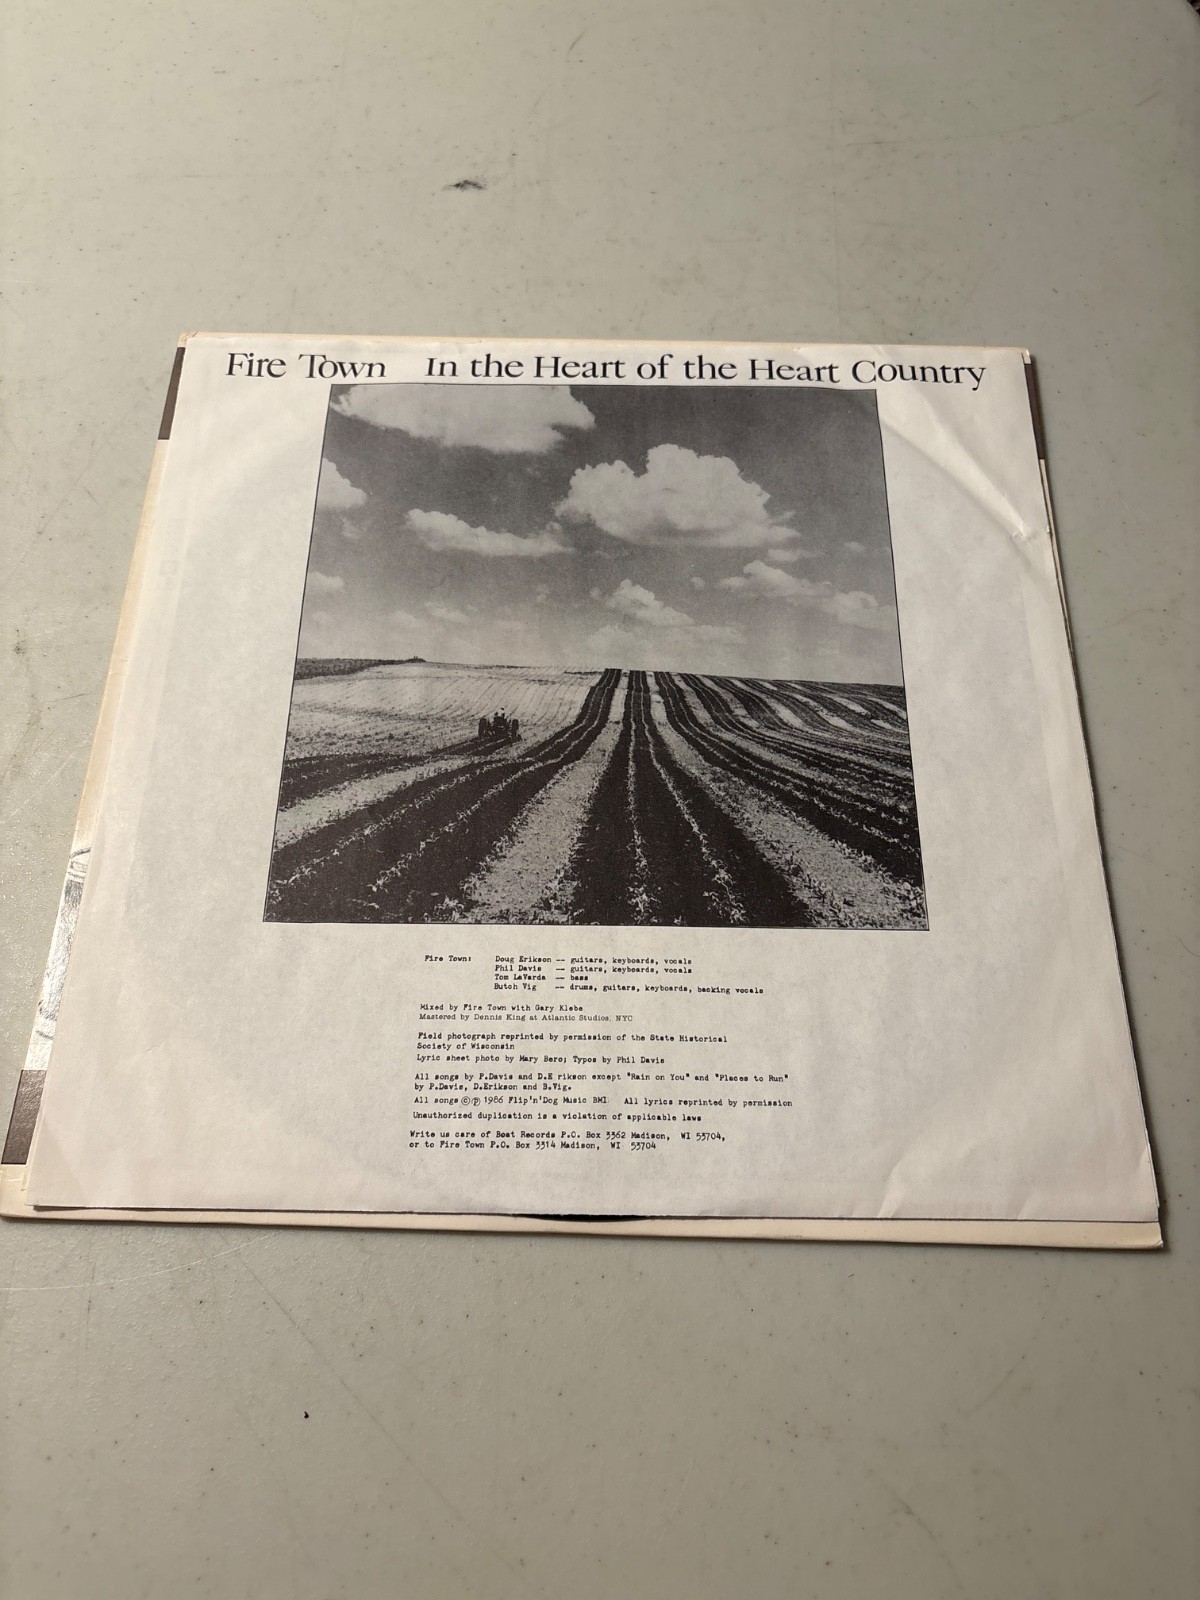 Fire Town In the Heart of the Heart Country
Fire Town: Doug Erikson -- guitars, keyboards, vocals
Phil Davis -- guitars, keyboards, vocals
Tom LaVarda -- bass
Butch Vig -- drums, guitars, keyboards, backing vocals
Mixed by Fire Town with Gary Klebe
Mastered by Dennis King at Atlantic Studios, NYC
Field photograph reprinted by permission of the State Historical
Society of Wisconsin
Lyric sheet photo by Mary Bero; Typos by Phil Davis
All songs by P.Davis and D.E rikson except "Rain on You" and "Places to Run"
by P.Davis, D.Erikson and B.Vig.
All songs ©℗ 1986 Flip'n'Dog Music BMI All lyrics reprinted by permission
Unauthorized duplication is a violation of applicable laws
Write us care of Boat Records P.O. Box 3362 Madison, WI 53704,
or to Fire Town P.O. Box 3314 Madison, WI 53704